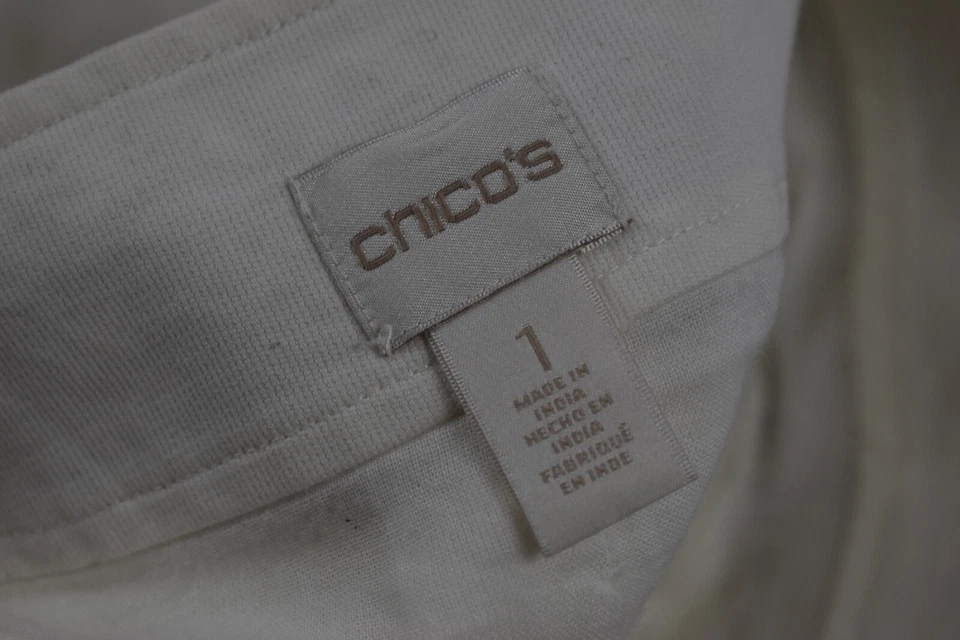 chico's
1
MADE IN
INDIA
HECHO EN
INDIA
FABRIQUÉ
EN INDE